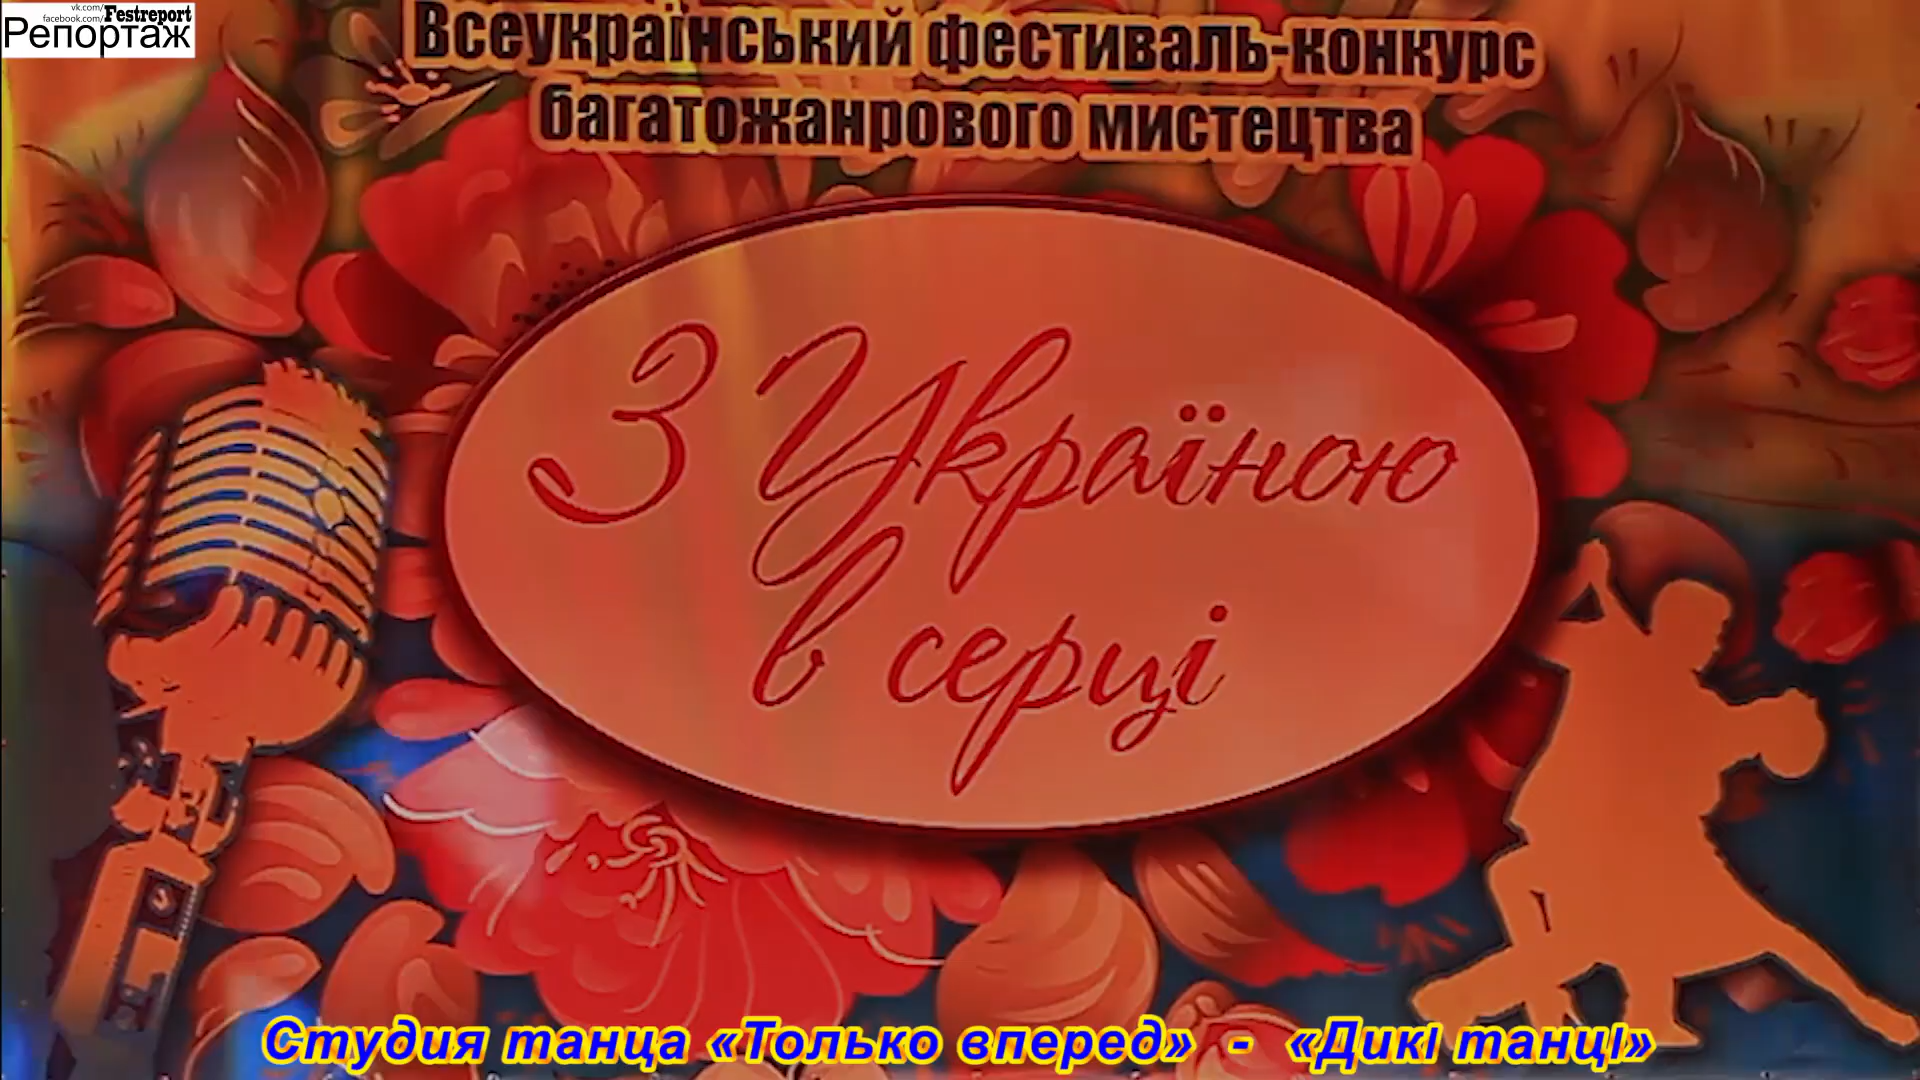 vk.com/
facebook.com/
Festreport
Репортаж
Всеукраїнський фестиваль-конкурс
багатожанрового мистецтва
З Україною
в серці
Студия танца «Только вперед» - «Дикі танці»